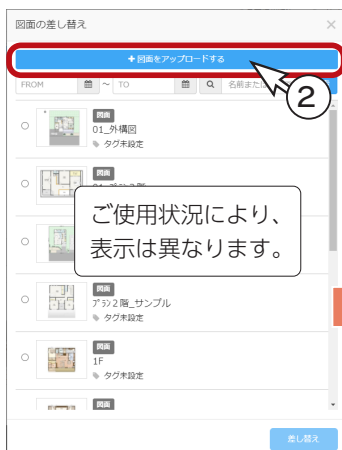 図面の差し替え
×
+ 図面をアップロードする
FROM ~ TO 名前または
2
図面
01_外構図
タグ未設定
図面
ご使用状況により、
表示は異なります。
図面
ﾌﾟﾗﾝ2階_サンプル
タグ未設定
図面
1F
タグ未設定
図面
差し替え